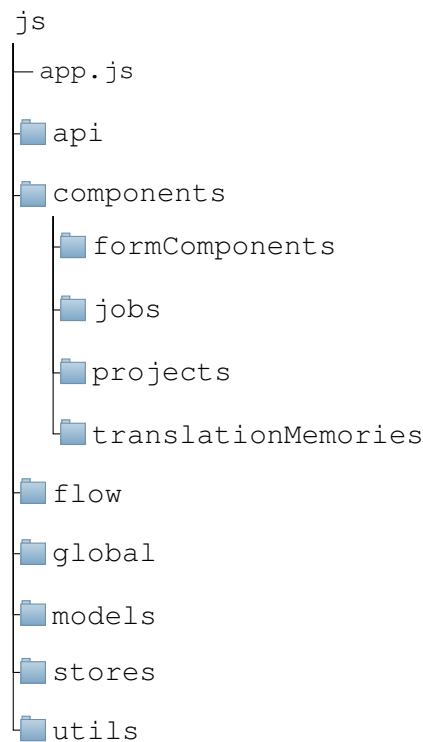 js
app.js
api
components
formComponents
jobs
projects
translationMemories
flow
global
models
stores
utils